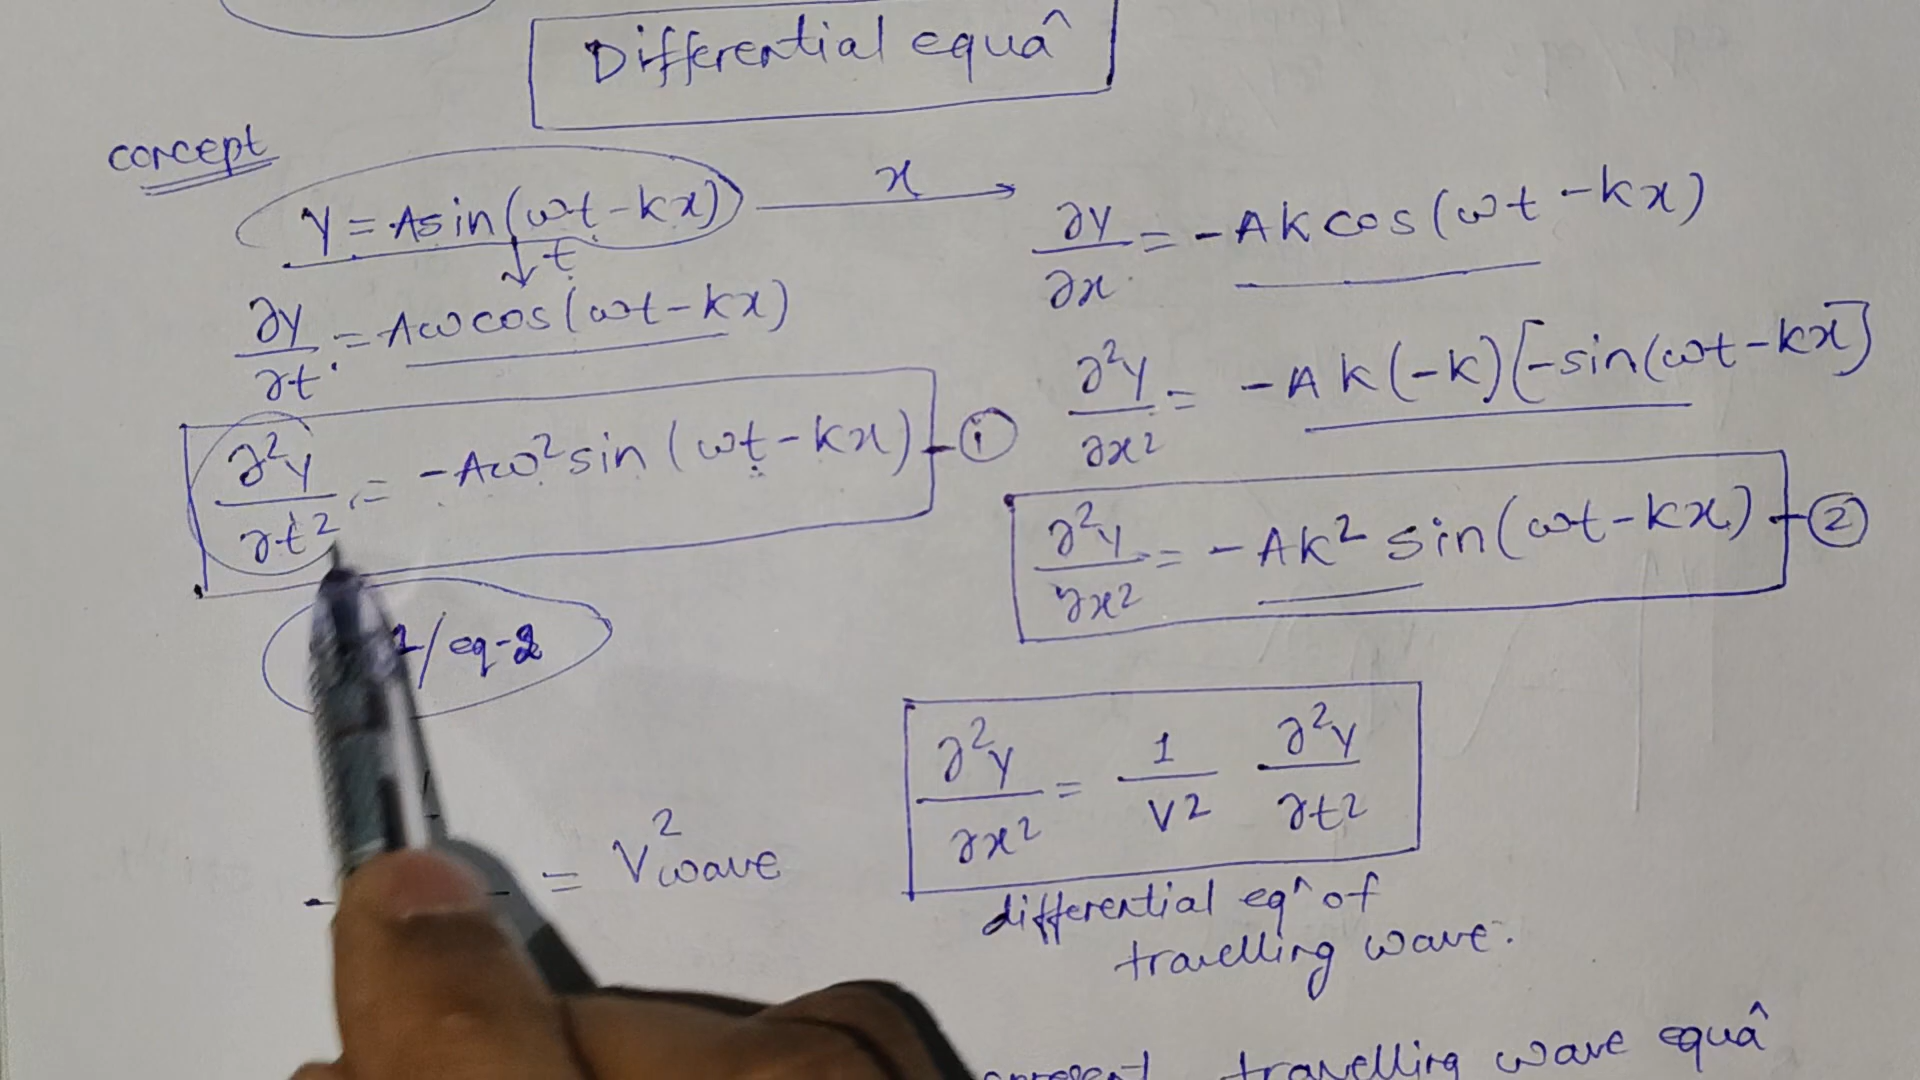 Differential equâ
concept
y = A sin(ωt - kx) x →
↓ t
∂y/∂t = Aω cos(ωt - kx)
∂²y/∂t² = -Aω² sin(ωt - kx) - ①
∂y/∂x = -Ak cos(ωt - kx)
∂²y/∂x² = -Ak(-k)[-sin(ωt - kx]
∂²y/∂x² = -Ak² sin(ωt - kx) - ②
1/eq-2
= V²wave
∂²y/∂x² = 1/V² ∂²y/∂t²
differential eq^ of
travelling wave.
travelling wave equâ